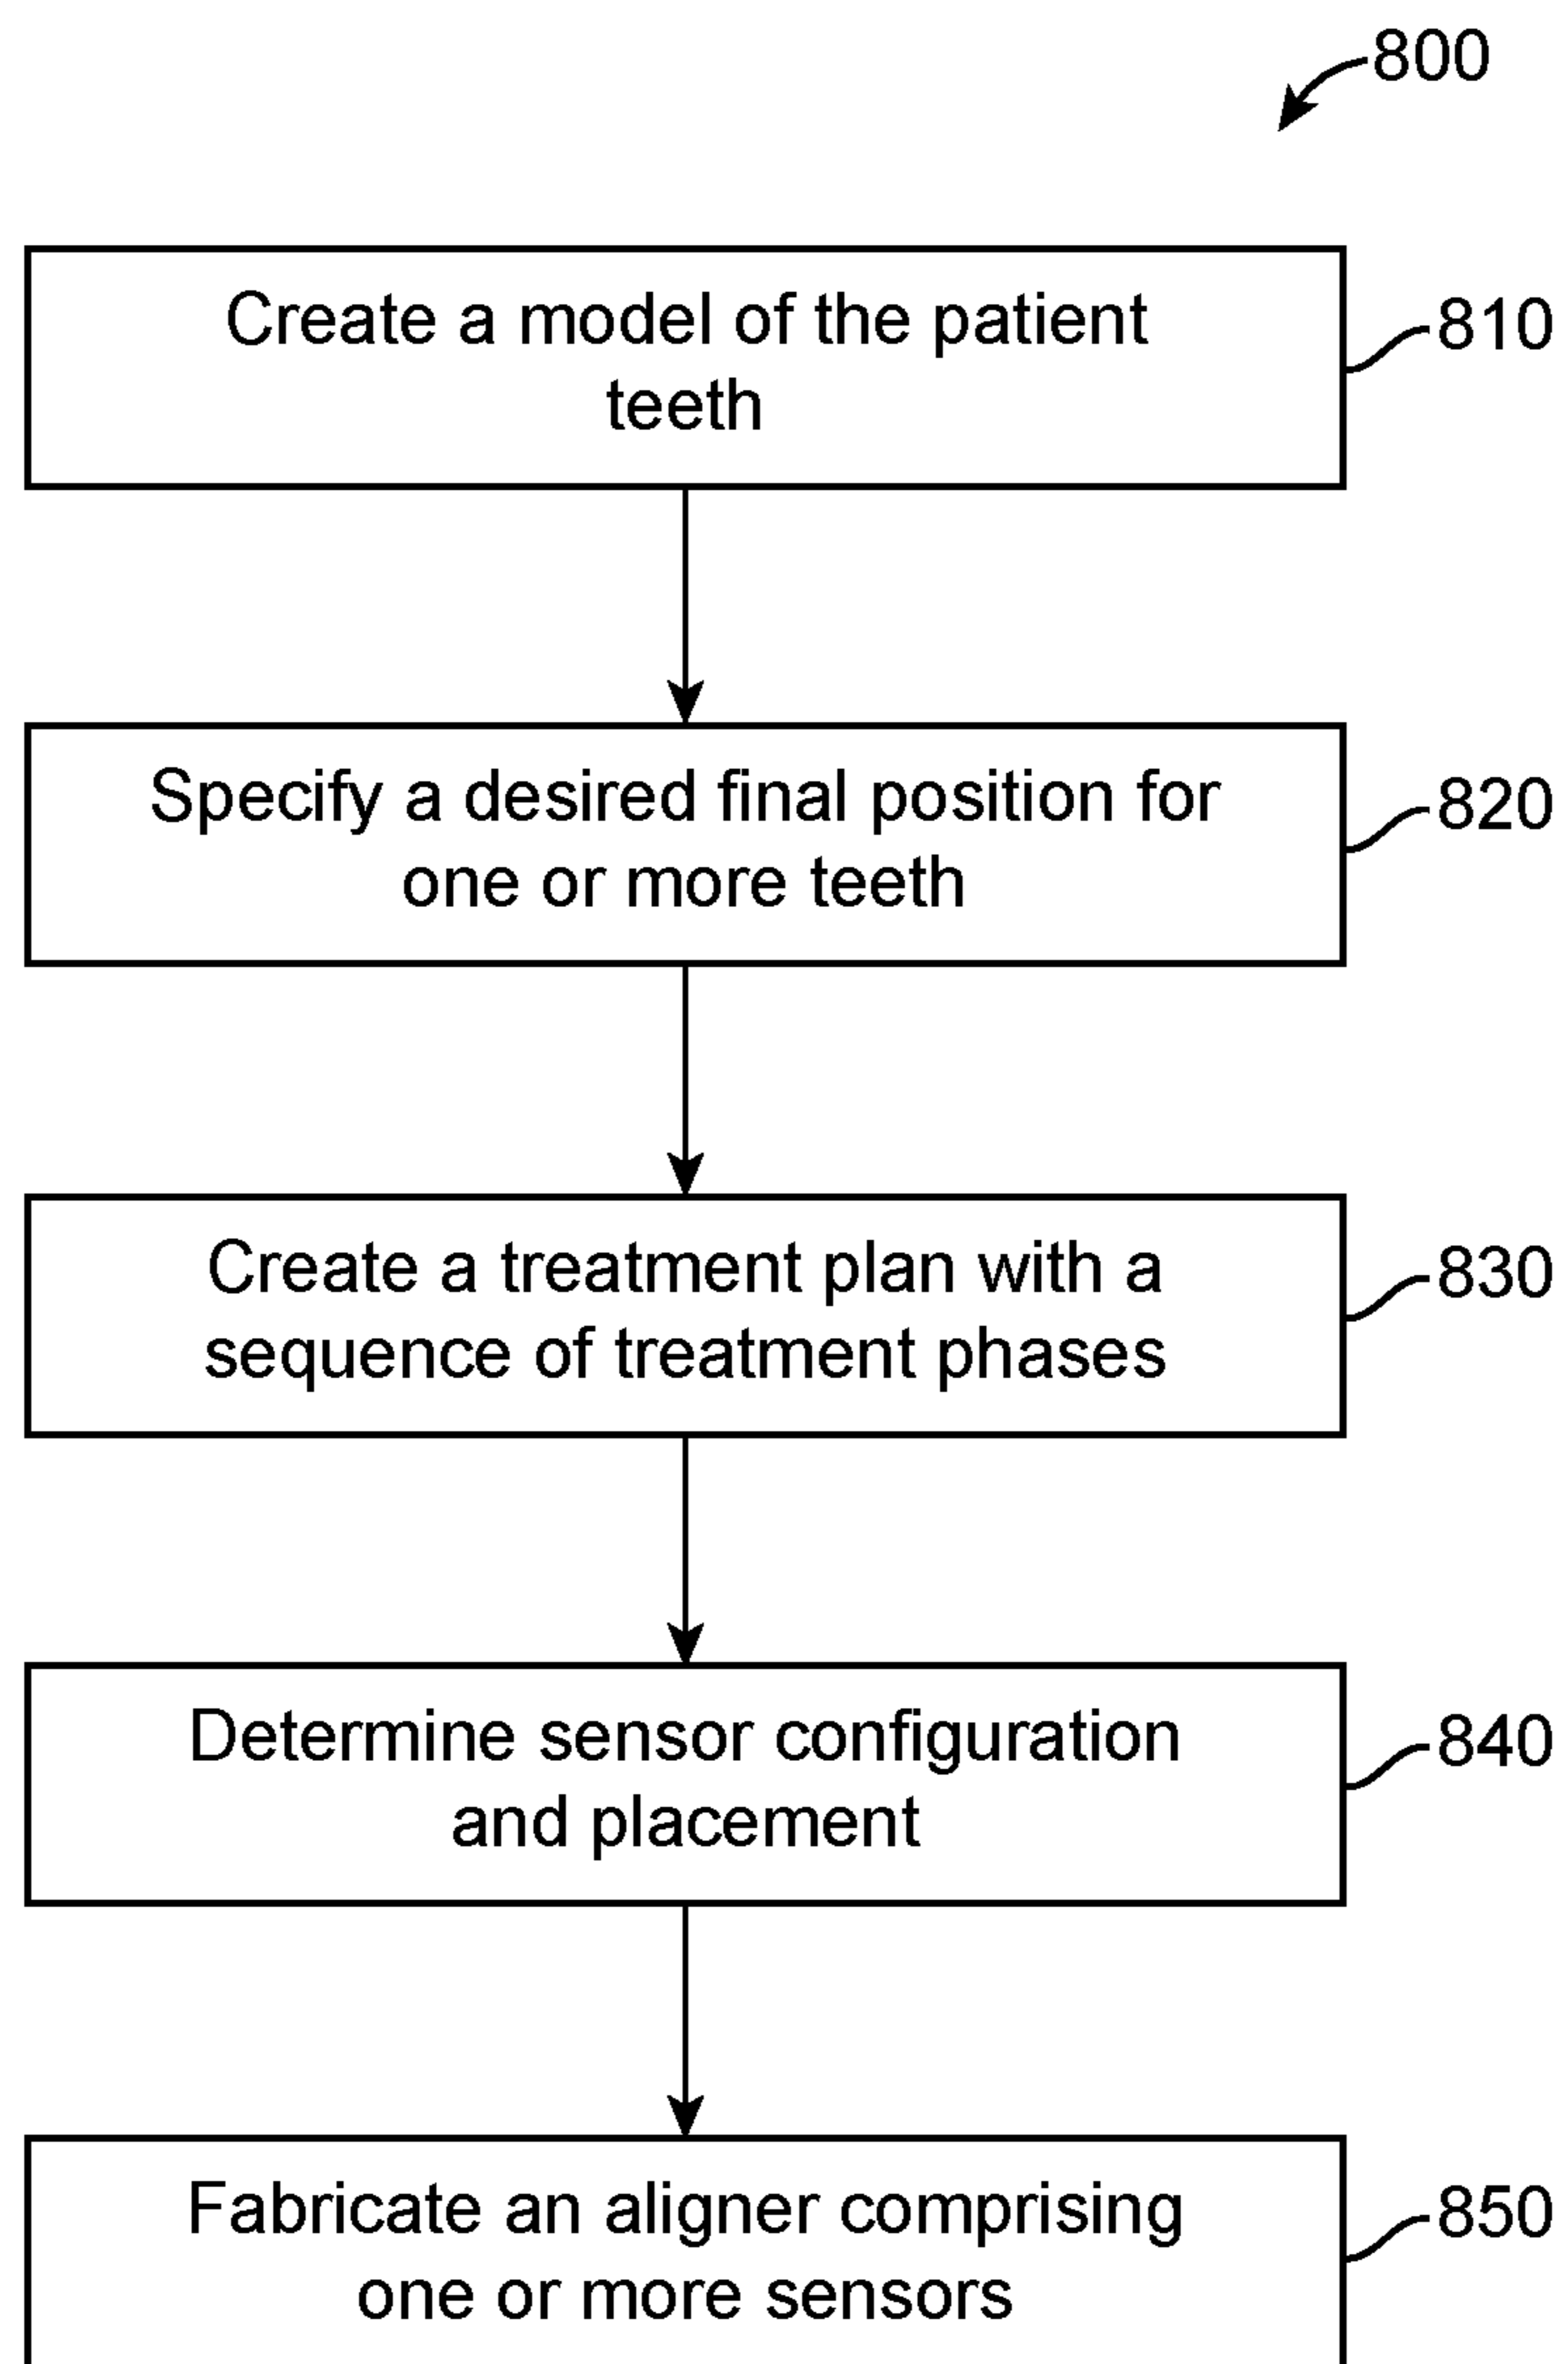 800
Create a model of the patient
teeth
810
Specify a desired final position for
one or more teeth
820
Create a treatment plan with a
sequence of treatment phases
830
Determine sensor configuration
and placement
840
Fabricate an aligner comprising
one or more sensors
850